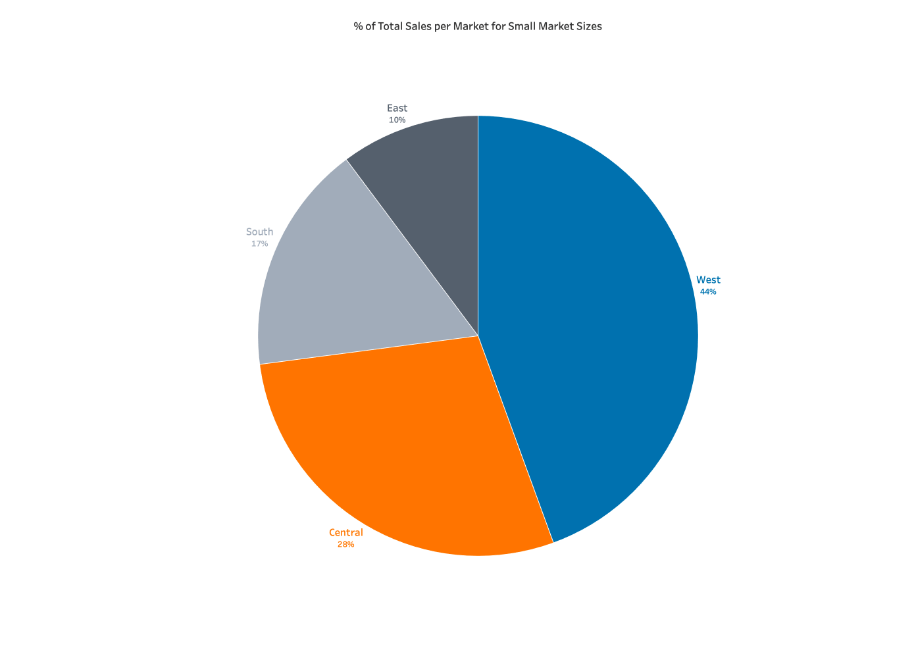 % of Total Sales per Market for Small Market Sizes
East
10%
South
17%
West
44%
Central
28%